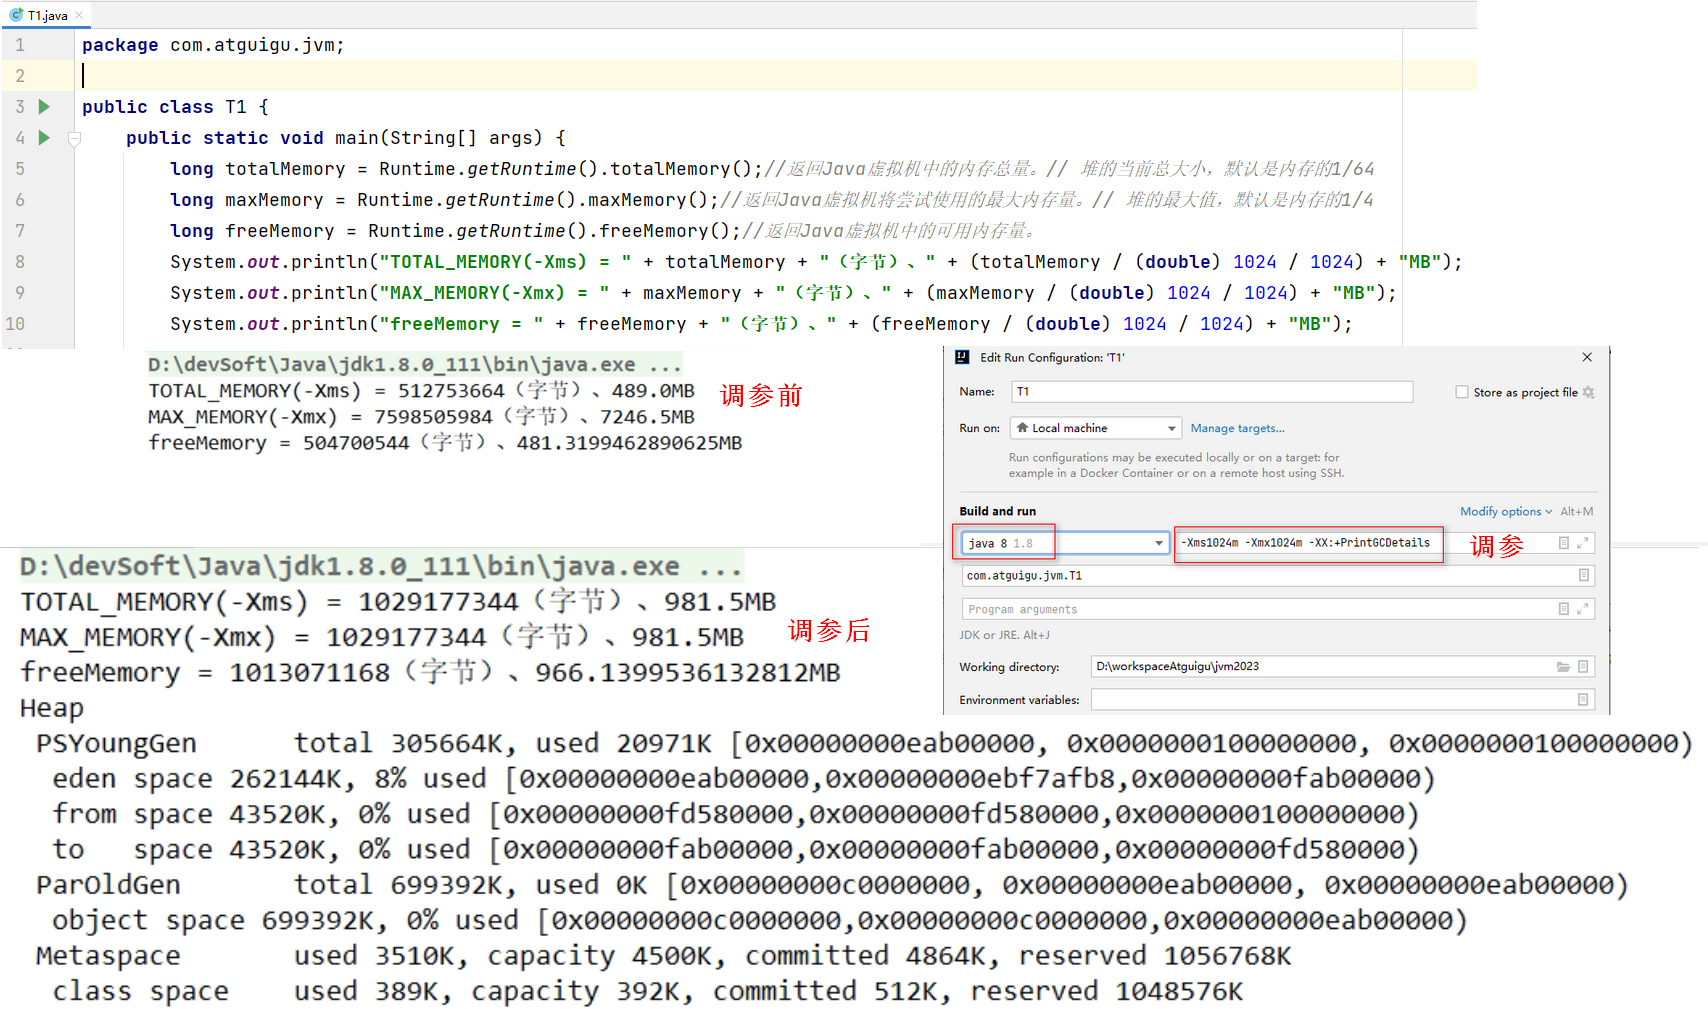 T1.java
1 package com.atguigu.jvm;
2
3 public class T1 {
4 public static void main(String[] args) {
5 long totalMemory = Runtime.getRuntime().totalMemory();//返回Java虚拟机中的内存总量。// 堆的当前总大小，默认是内存的1/64
6 long maxMemory = Runtime.getRuntime().maxMemory();//返回Java虚拟机将尝试使用的最大内存量。// 堆的最大值，默认是内存的1/4
7 long freeMemory = Runtime.getRuntime().freeMemory();//返回Java虚拟机中的可用内存量。
8 System.out.println("TOTAL_MEMORY(-Xms) = " + totalMemory + "（字节）、" + (totalMemory / (double) 1024 / 1024) + "MB");
9 System.out.println("MAX_MEMORY(-Xmx) = " + maxMemory + "（字节）、" + (maxMemory / (double) 1024 / 1024) + "MB");
10 System.out.println("freeMemory = " + freeMemory + "（字节）、" + (freeMemory / (double) 1024 / 1024) + "MB");
D:\devSoft\Java\jdk1.8.0_111\bin\java.exe ...
TOTAL_MEMORY(-Xms) = 512753664（字节）、489.0MB
MAX_MEMORY(-Xmx) = 7598505984（字节）、7246.5MB
freeMemory = 504700544（字节）、481.3199462890625MB
调参前
Edit Run Configuration: 'T1'
Name: T1
Store as project file
Run on: Local machine Manage targets...
Run configurations may be executed locally or on a target: for
example in a Docker Container or on a remote host using SSH.
Build and run
Modify options Alt+M
java 8 1.8
-Xms1024m -Xmx1024m -XX:+PrintGCDetails
调参
com.atguigu.jvm.T1
Program arguments
JDK or JRE. Alt+J
Working directory: D:\workspaceAtguigu\jvm2023
Environment variables:
D:\devSoft\Java\jdk1.8.0_111\bin\java.exe ...
TOTAL_MEMORY(-Xms) = 1029177344（字节）、981.5MB
MAX_MEMORY(-Xmx) = 1029177344（字节）、981.5MB
调参后
freeMemory = 1013071168（字节）、966.1399536132812MB
Heap
PSYoungGen total 305664K, used 20971K [0x00000000eab00000, 0x0000000100000000, 0x0000000100000000)
eden space 262144K, 8% used [0x00000000eab00000,0x00000000ebf7afb8,0x00000000fab00000)
from space 43520K, 0% used [0x00000000fd580000,0x00000000fd580000,0x0000000100000000)
to space 43520K, 0% used [0x00000000fab00000,0x00000000fab00000,0x00000000fd580000)
ParOldGen total 699392K, used 0K [0x00000000c0000000, 0x00000000eab00000, 0x00000000eab00000)
object space 699392K, 0% used [0x00000000c0000000,0x00000000c0000000,0x00000000eab00000)
Metaspace used 3510K, capacity 4500K, committed 4864K, reserved 1056768K
class space used 389K, capacity 392K, committed 512K, reserved 1048576K